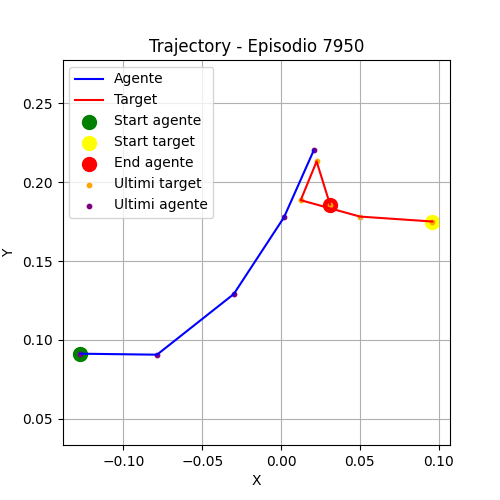 Trajectory - Episodio 7950
Agente
Target
Start agente
Start target
End agente
Ultimi target
Ultimi agente
0.25
0.20
0.15
0.10
0.05
Y
−0.10
−0.05
0.00
0.05
0.10
X